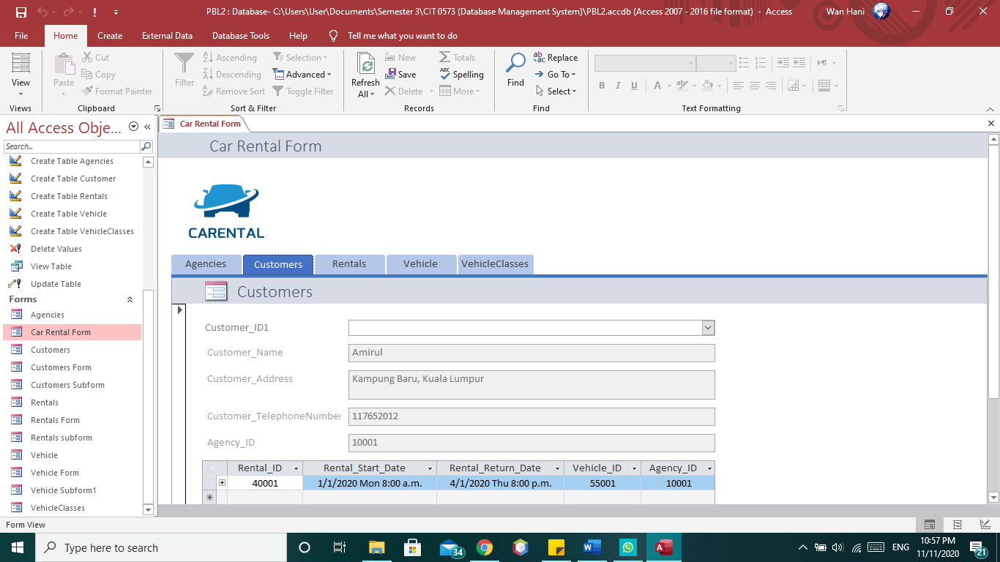 PBL2 : Database- C:\Users\User\Documents\Semester 3\CIT 0573 (Database Management System)\PBL2.accdb (Access 2007 - 2016 file format) - Access
Wan Hani
File Home Create External Data Database Tools Help Tell me what you want to do
View
Views
Paste
Cut
Copy
Format Painter
Clipboard
Filter
Ascending
Descending
Remove Sort
Selection
Advanced
Toggle Filter
Sort & Filter
Refresh
All
New
Save
Delete
Totals
Spelling
More
Records
Find
Replace
Go To
Select
Find
B I U A
Text Formatting
All Access Obje...
Search...
Create Table Agencies
Create Table Customer
Create Table Rentals
Create Table Vehicle
Create Table VehicleClasses
Delete Values
View Table
Update Table
Forms
Agencies
Car Rental Form
Customers
Customers Form
Customers Subform
Rentals
Rentals Form
Rentals subform
Vehicle
Vehicle Form
Vehicle Subform1
VehicleClasses
Car Rental Form
Car Rental Form
CARENTAL
Agencies Customers Rentals Vehicle VehicleClasses
Customers
Customer_ID1
Customer_Name Amirul
Customer_Address Kampung Baru, Kuala Lumpur
Customer_TelephoneNumber 117652012
Agency_ID 10001
Rental_ID Rental_Start_Date Rental_Return_Date Vehicle_ID Agency_ID
40001 1/1/2020 Mon 8:00 a.m. 4/1/2020 Thu 8:00 p.m. 55001 10001
Form View
Type here to search
34
ENG
10:57 PM
11/11/2020
21